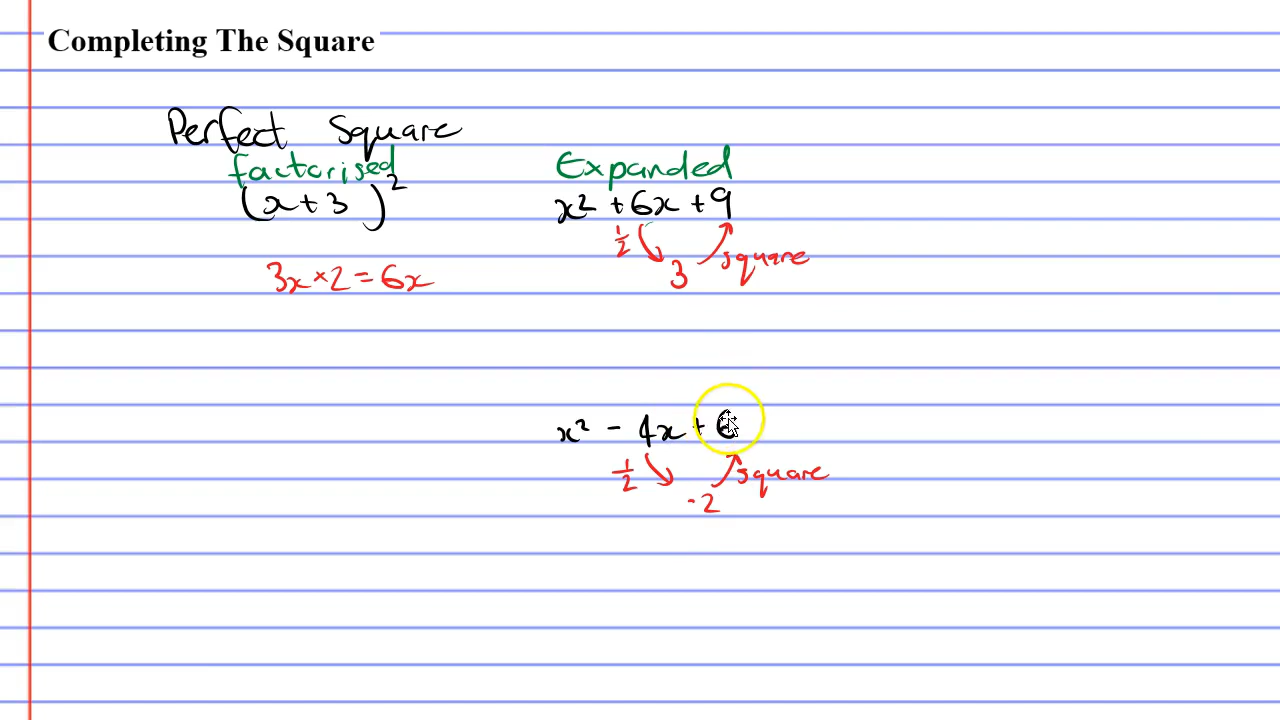 Completing The Square
Perfect Square
factorised Expanded
(x+3)² x² + 6x + 9
½ 3 square
3x × 2 = 6x
x² - 4x + 6
½ -2 square